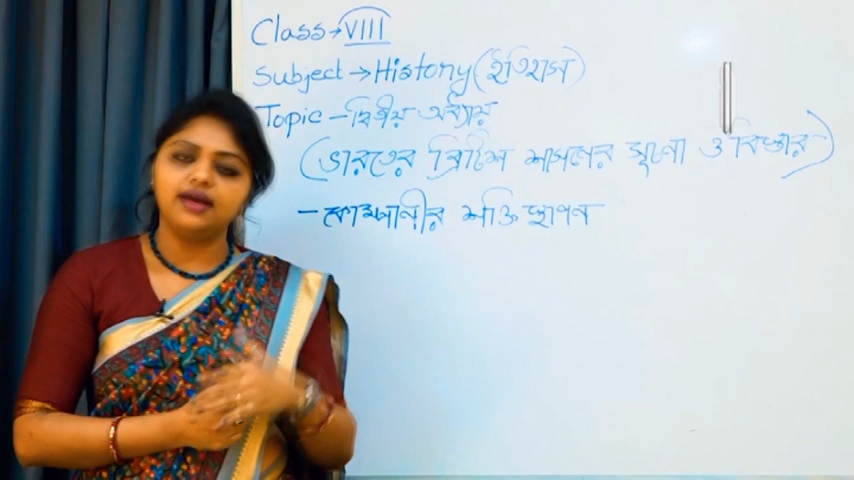 Class → VIII
Subject → History (ইতিহাস)
Topic - দ্বিতীয় অধ্যায়
(ভারতের ব্রিটিশ শাসনের সূচনা ও বিস্তার)
- কোম্পানীর শক্তি স্থাপন